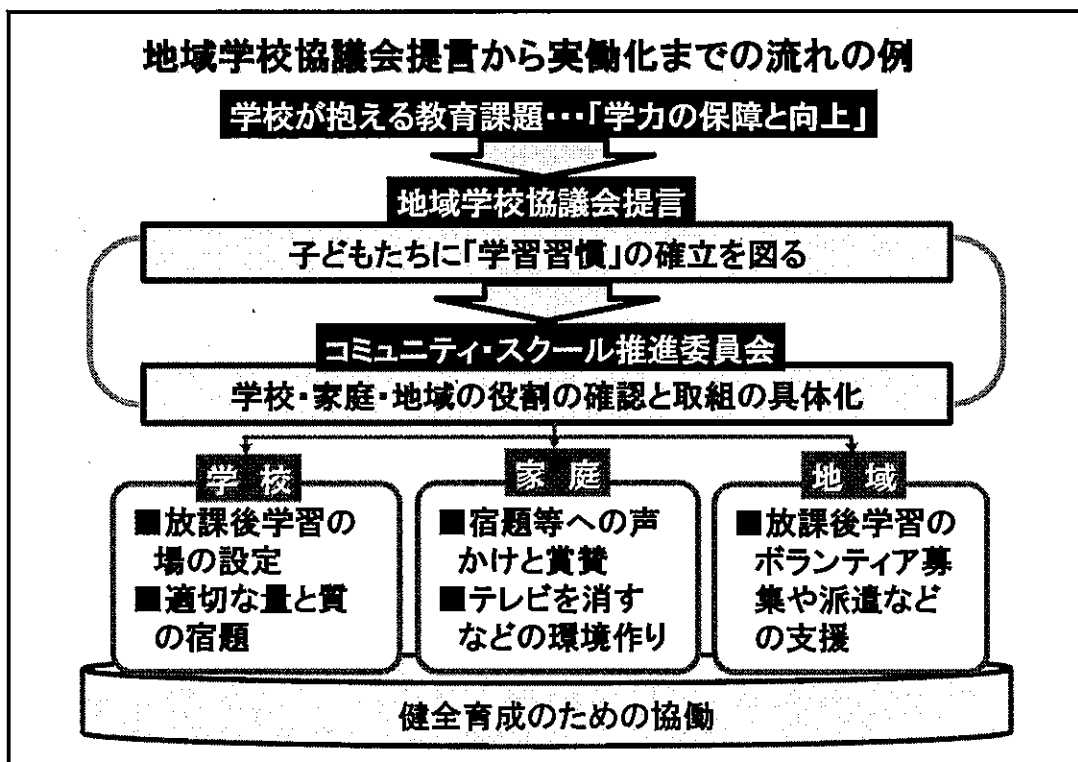 地域学校協議会提言から実働化までの流れの例
学校が抱える教育課題・・・「学力の保障と向上」
地域学校協議会提言
子どもたちに「学習習慣」の確立を図る
コミュニティ・スクール推進委員会
学校・家庭・地域の役割の確認と取組の具体化
学 校
■放課後学習の
場の設定
■適切な量と質
の宿題
家 庭
■宿題等への声
かけと賞賛
■テレビを消す
などの環境作り
地 域
■放課後学習の
ボランティア募
集や派遣など
の支援
健全育成のための協働